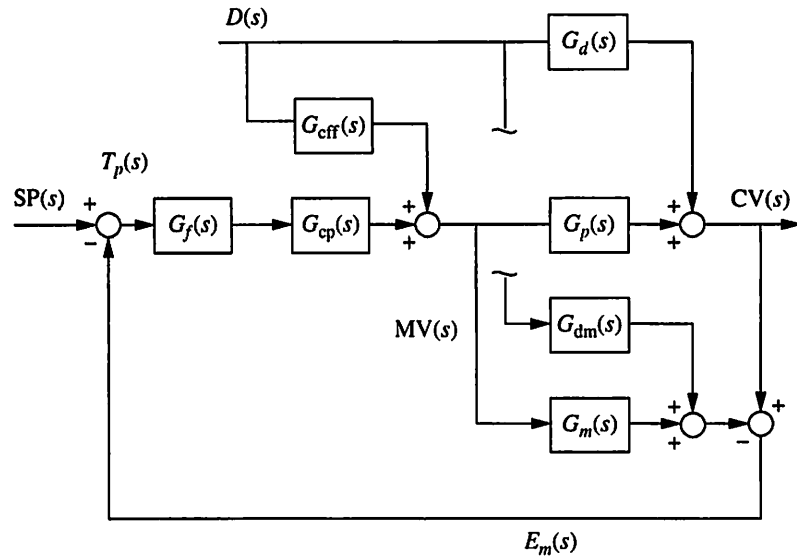 D(s)
G_d(s)
G_cff(s)
T_p(s)
SP(s)
+
−
G_f(s)
G_cp(s)
+
+
G_p(s)
+
+
CV(s)
MV(s)
G_dm(s)
G_m(s)
+
+
−
+
E_m(s)